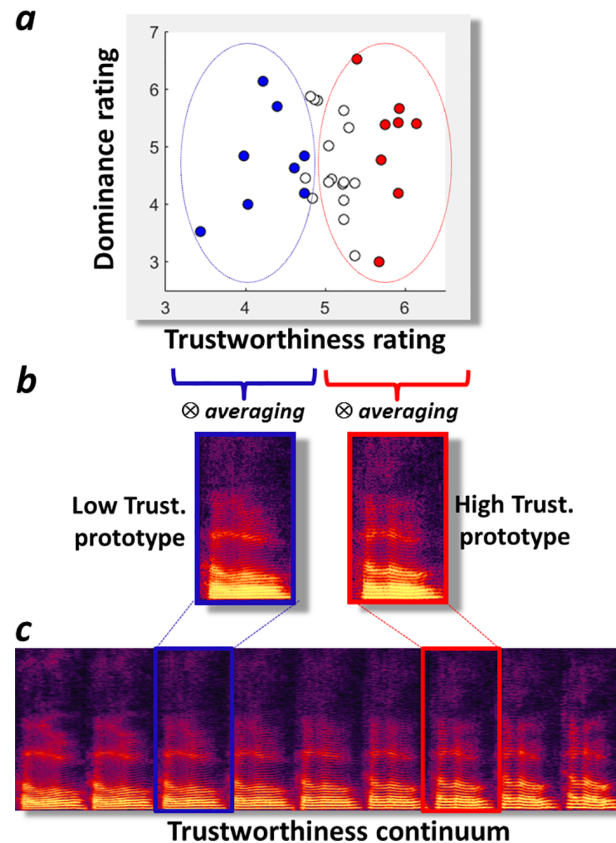 a
Dominance rating
7
6
5
4
3
3 4 5 6
Trustworthiness rating
b
⊗ averaging ⊗ averaging
Low Trust.
prototype
High Trust.
prototype
c
Trustworthiness continuum